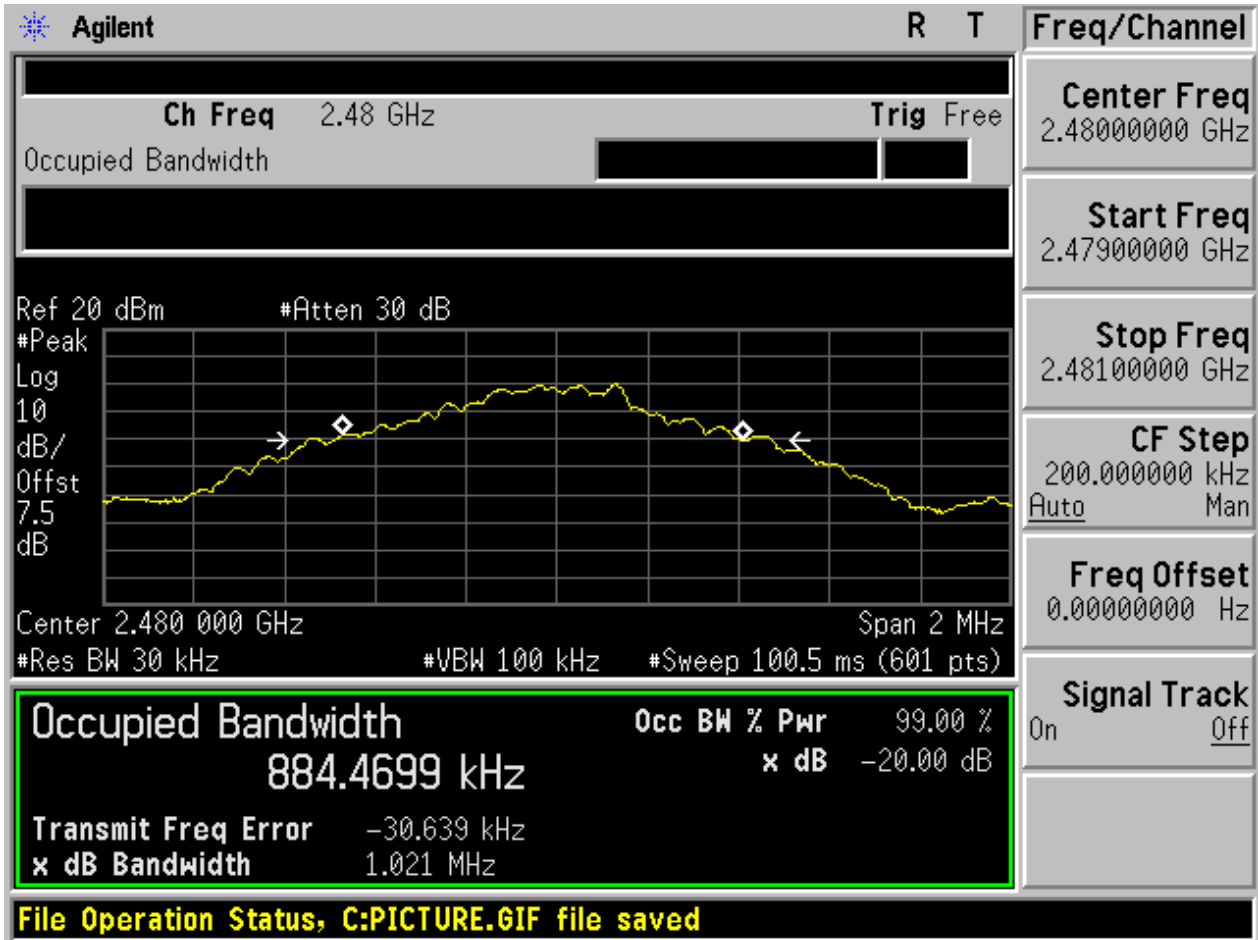 Agilent R T
Ch Freq 2.48 GHz Trig Free
Occupied Bandwidth
Ref 20 dBm #Atten 30 dB
#Peak
Log
10
dB/
Offst
7.5
dB
Center 2.480 000 GHz Span 2 MHz
#Res BW 30 kHz #VBW 100 kHz #Sweep 100.5 ms (601 pts)
Occupied Bandwidth
884.4699 kHz
Occ BW % Pwr 99.00 %
x dB -20.00 dB
Transmit Freq Error -30.639 kHz
x dB Bandwidth 1.021 MHz
File Operation Status, C:PICTURE.GIF file saved
Freq/Channel
Center Freq
2.48000000 GHz
Start Freq
2.47900000 GHz
Stop Freq
2.48100000 GHz
CF Step
200.000000 kHz
Auto Man
Freq Offset
0.00000000 Hz
Signal Track
On Off